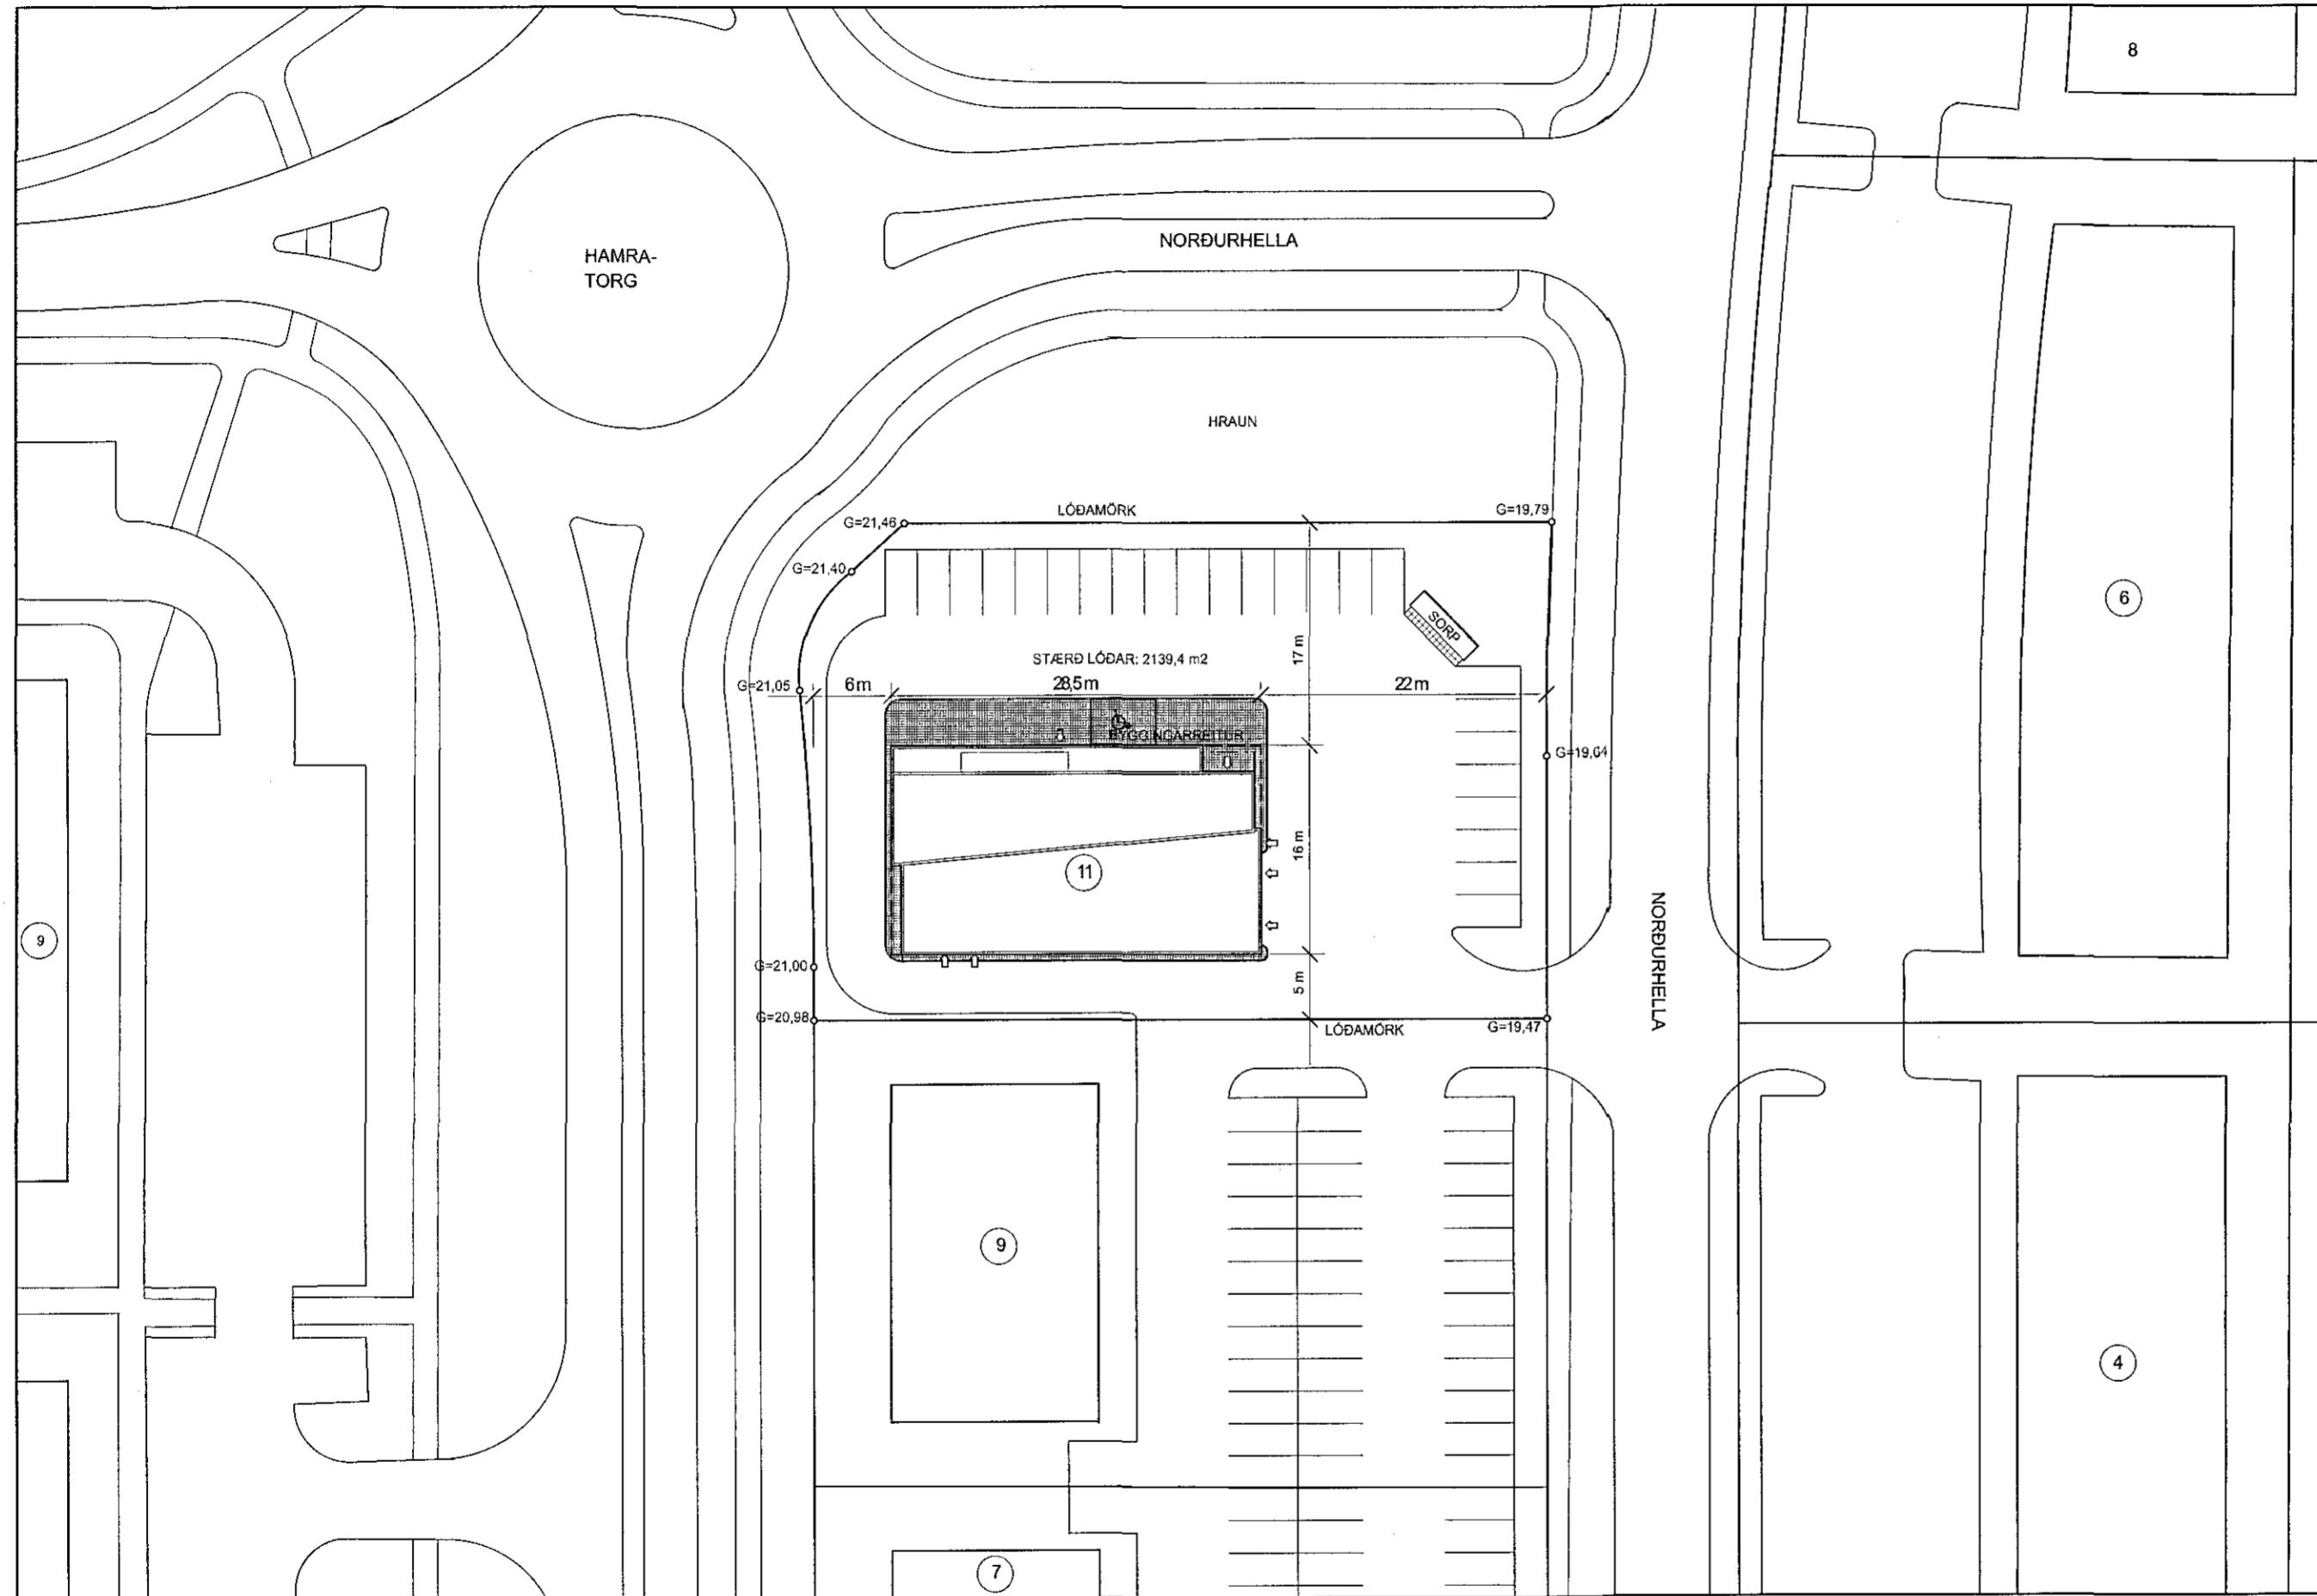 8
NORÐURHELLA
HAMRA-
TORG
HRAUN
LÓÐAMÖRK
G=19,79
G=21,46
G=21,40
6
SORP
17 m
STÆRÐ LÓÐAR: 2139,4 m2
G=21,05
6m
28,5m
22m
BYGGINGARREITUR
G=19,64
16 m
11
9
NORÐURHELLA
G=21,00
5 m
G=20,98
LÓÐAMÖRK
G=19,47
9
4
7